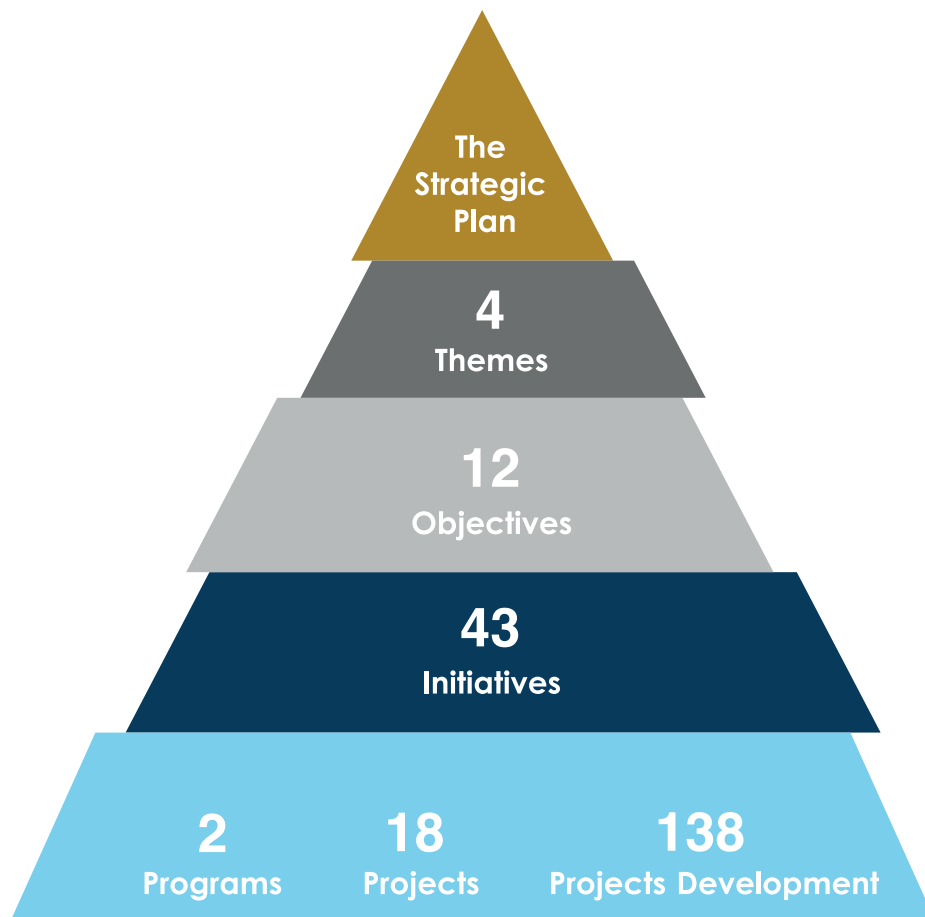 The
Strategic
Plan
4
Themes
12
Objectives
43
Initiatives
2 18 138
Programs Projects Projects Development